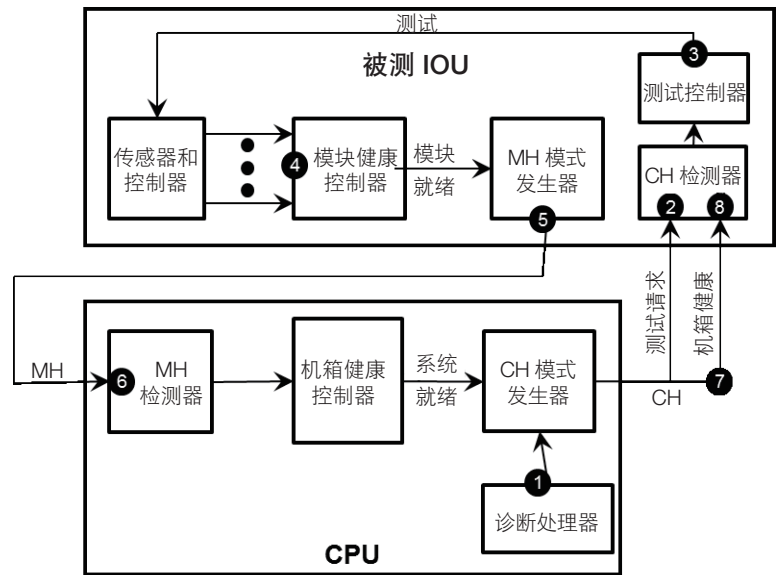 测试
被测 IOU
3
测试控制器
传感器和
控制器
4
模块健康
控制器
模块
就绪
MH 模式
发生器
5
CH 检测器
2
8
测试请求
机箱健康
MH
6
MH
检测器
机箱健康
控制器
系统
就绪
CH 模式
发生器
CH
7
1
诊断处理器
CPU